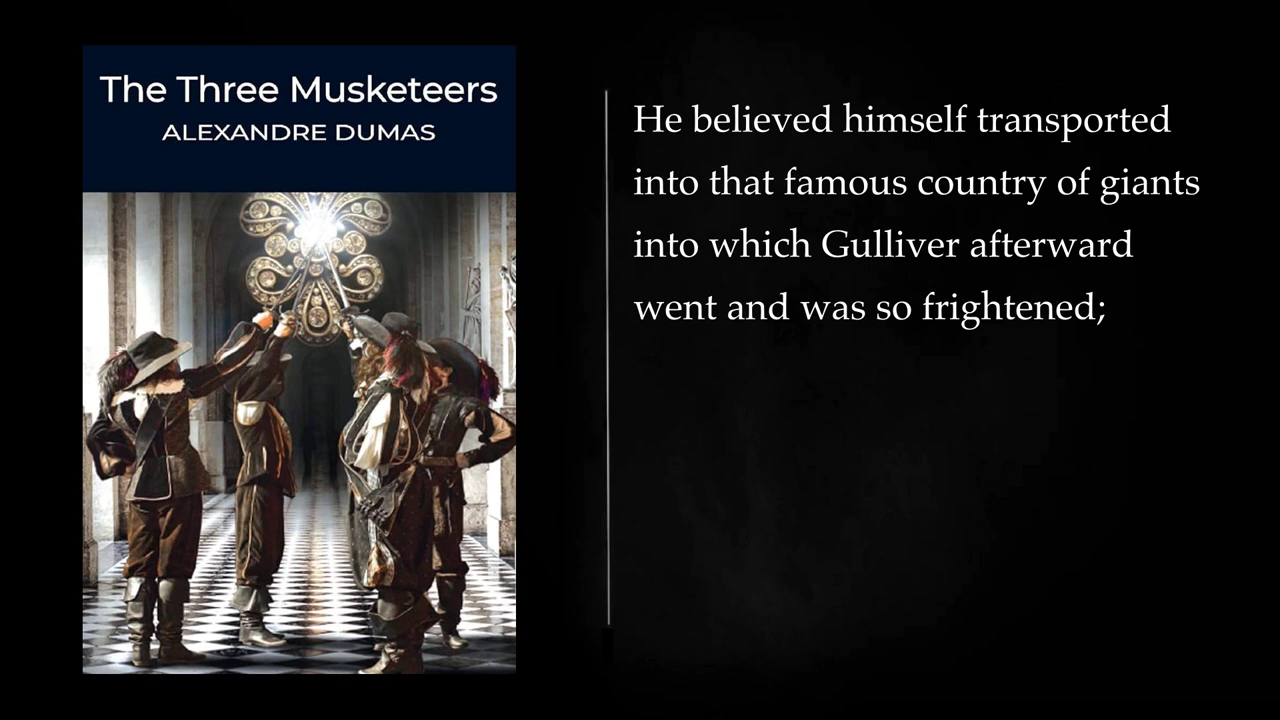 The Three Musketeers
ALEXANDRE DUMAS
He believed himself transported
into that famous country of giants
into which Gulliver afterward
went and was so frightened;